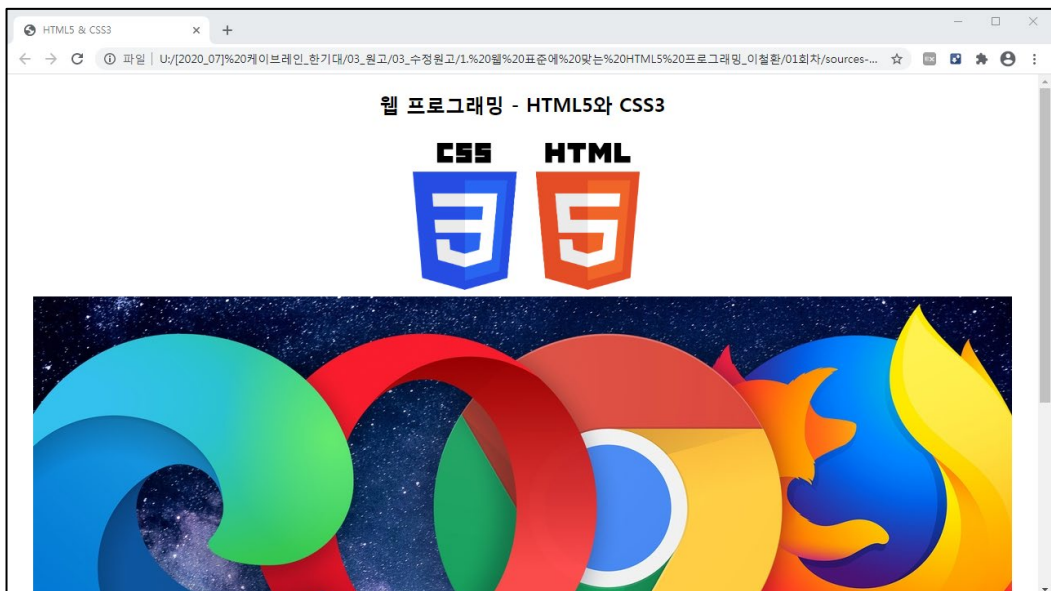 HTML5 & CSS3
파일 | U:/[2020_07]%20케이브레인_한기대/03_원고/03_수정원고/1.%20웹%20표준에%20맞는%20HTML5%20프로그래밍_이철환/01회차/sources-...
웹 프로그래밍 - HTML5와 CSS3
CSS HTML
3 5